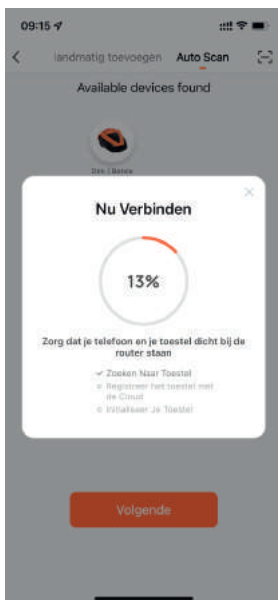 09:15
landmatig toevoegen Auto Scan
Available devices found
Nu Verbinden
13%
Zorg dat je telefoon en je toestel dicht bij de
router staan
Zoeken Naar Toestel
Registreer het toestel met
de Cloud
Initialiseer Je Toestel
Volgende